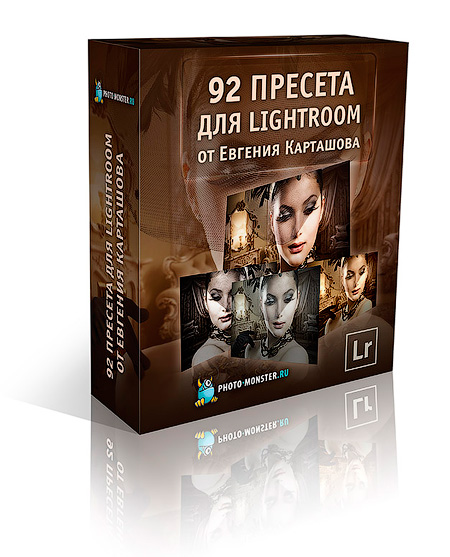 92 ПРЕСЕТА
ДЛЯ LIGHTROOM
ОТ ЕВГЕНИЯ КАРТАШОВА
PHOTO-MONSTER.RU
Lr
PHOTO-MONSTER.RU
92 ПРЕСЕТА ДЛЯ LIGHTROOM
ОТ ЕВГЕНИЯ КАРТАШОВА